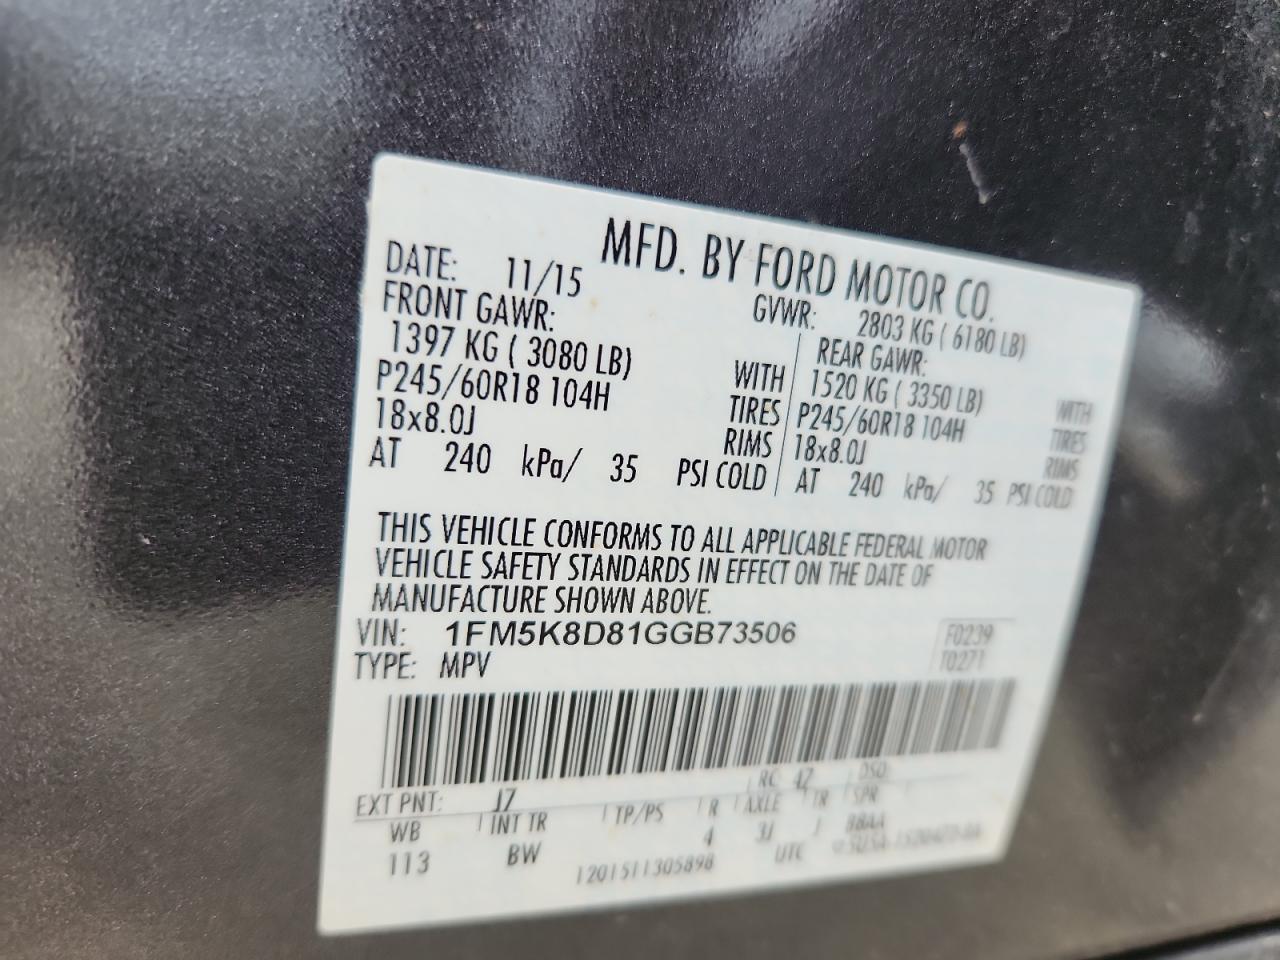 MFD. BY FORD MOTOR CO.
DATE: 11/15 GVWR: 2803 KG ( 6180 LB)
FRONT GAWR: REAR GAWR:
1397 KG ( 3080 LB) WITH 1520 KG ( 3350 LB) WITH
P245/60R18 104H TIRES P245/60R18 104H TIRES
18x8.0J RIMS 18x8.0J RIMS
AT 240 kPa/ 35 PSI COLD AT 240 kPa/ 35 PSI COLD
THIS VEHICLE CONFORMS TO ALL APPLICABLE FEDERAL MOTOR
VEHICLE SAFETY STANDARDS IN EFFECT ON THE DATE OF
MANUFACTURE SHOWN ABOVE.
VIN: 1FM5K8D81GGB73506 F0239
TYPE: MPV T0271
EXT PNT: J7 RC: 47 DSO:
WB INT TR TP/PS R AXLE TR SPR
113 BW 4 3J J 88AA
1201511305898 UTC